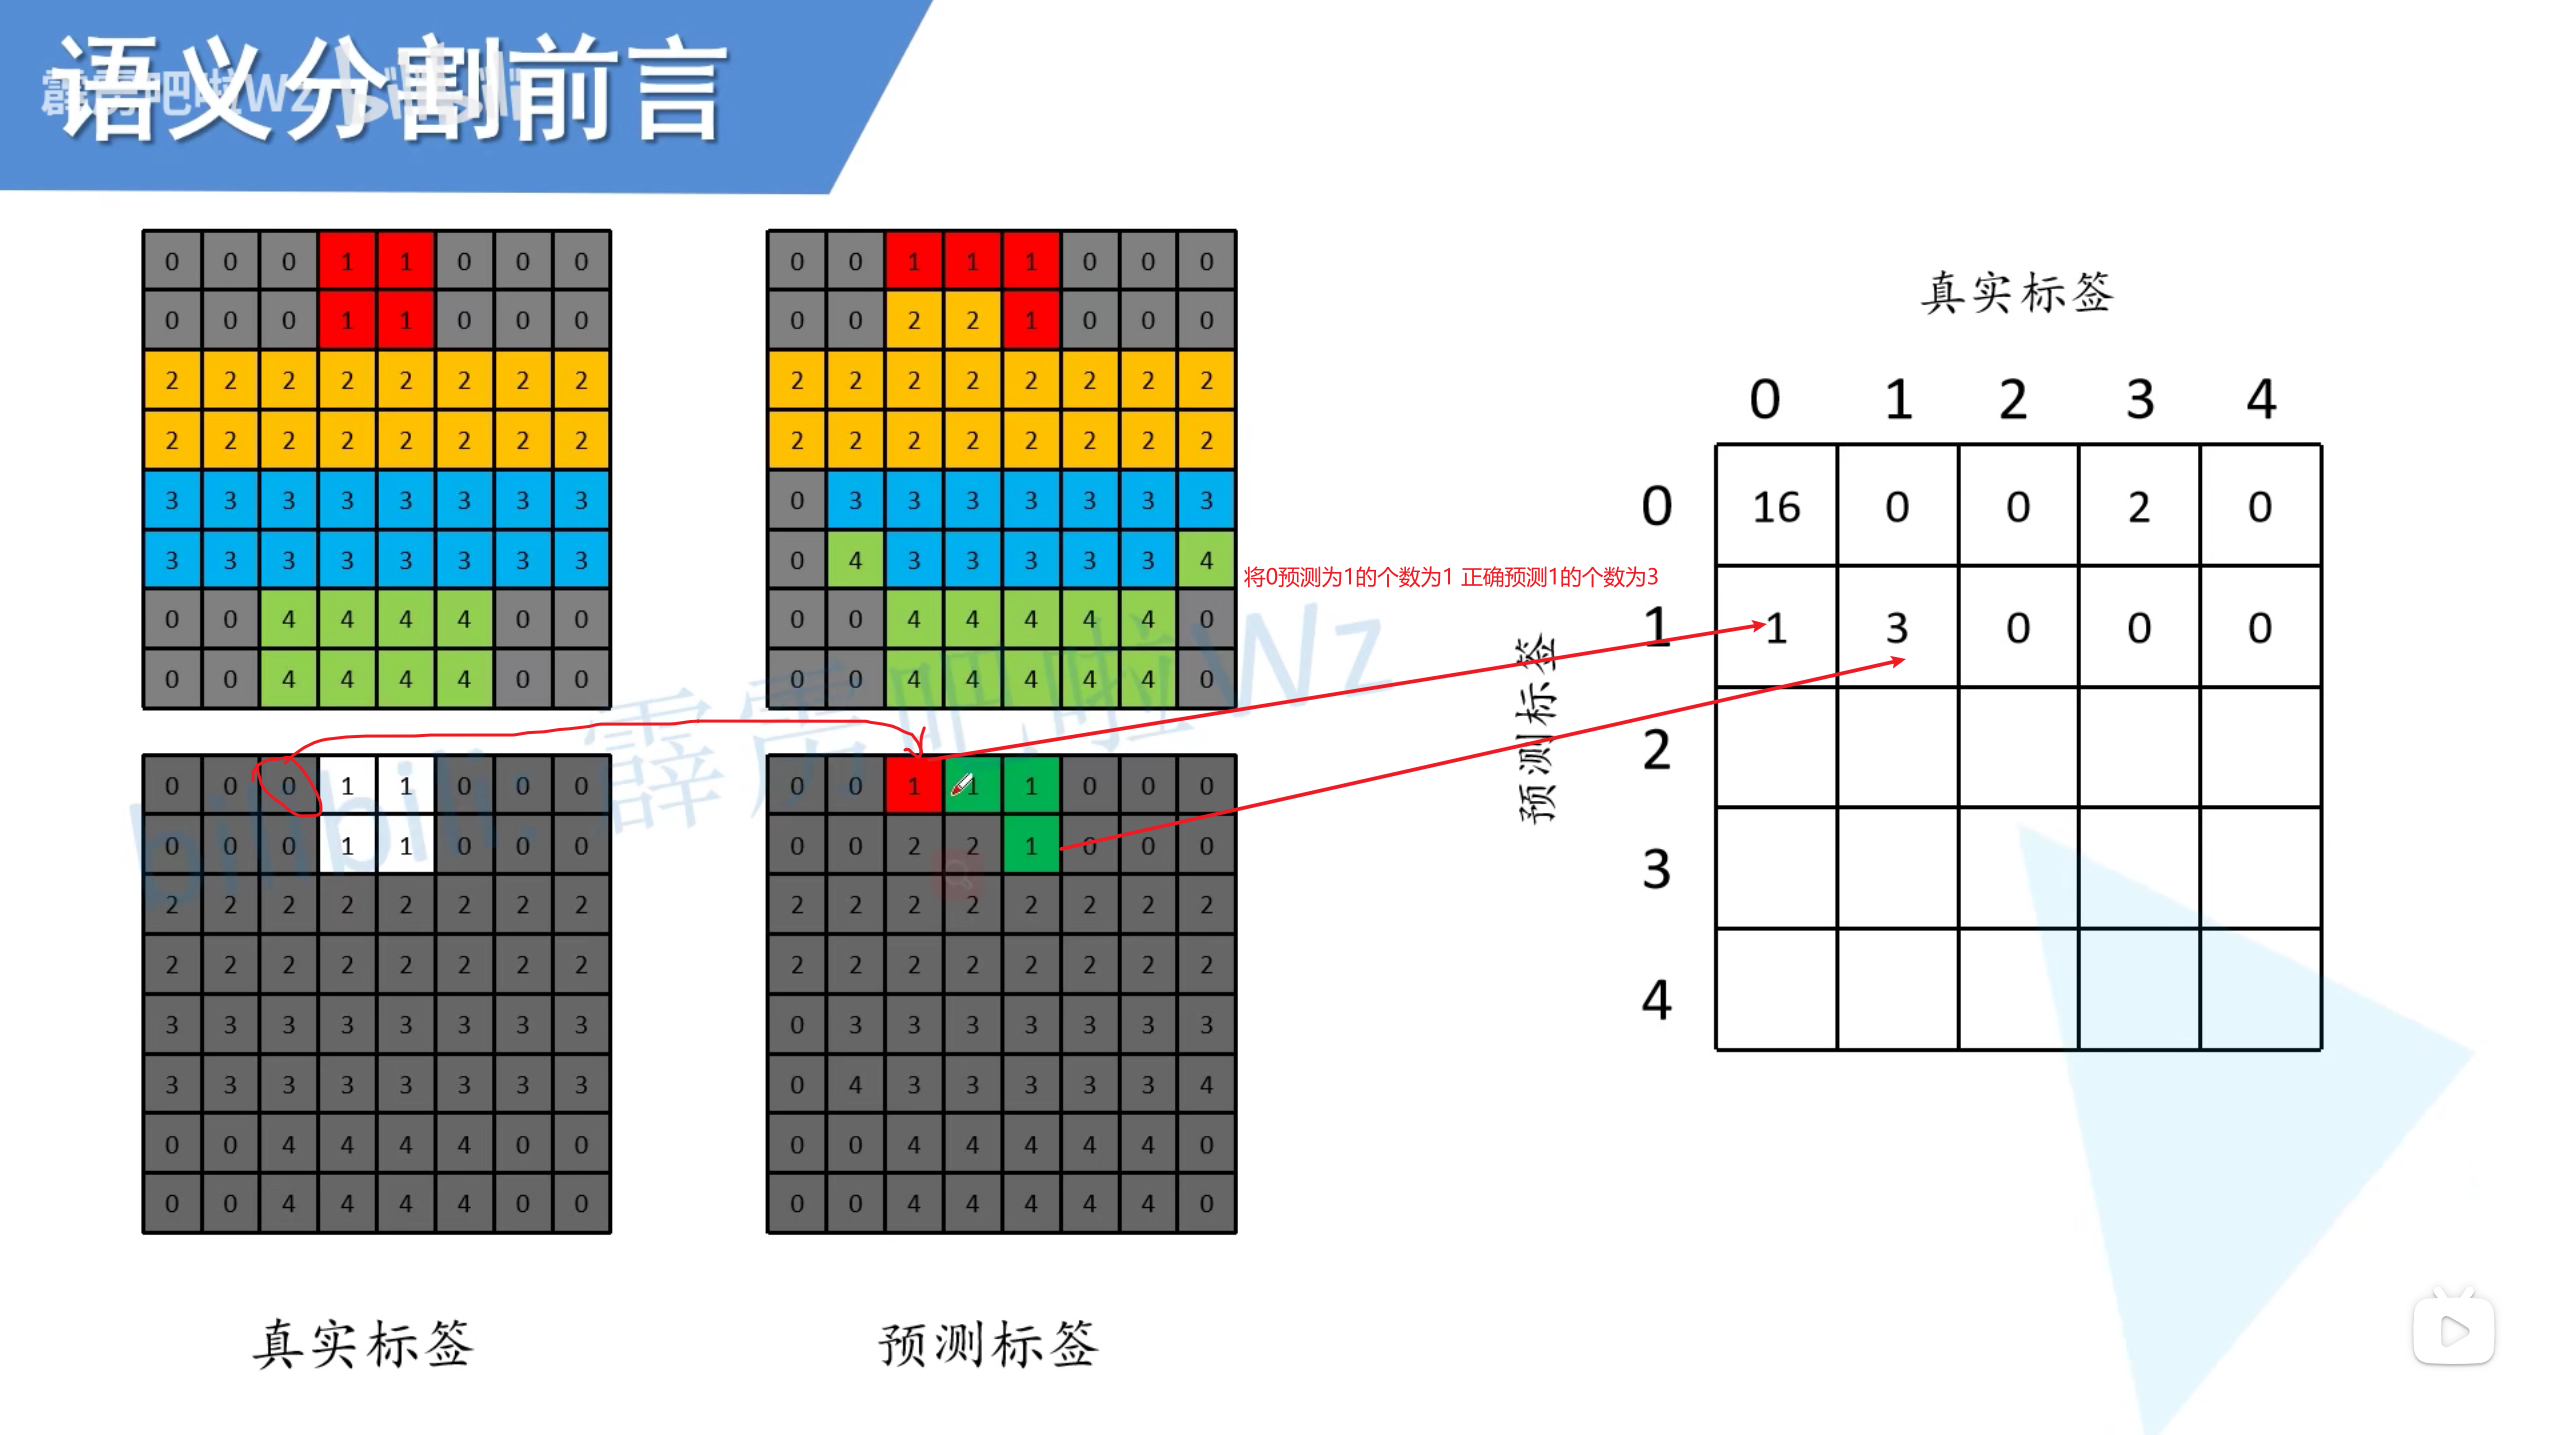 语义分割前言
霹雳吧啦Wz bilibili
0 0 0 1 1 0 0 0
0 0 0 1 1 0 0 0
2 2 2 2 2 2 2 2
2 2 2 2 2 2 2 2
3 3 3 3 3 3 3 3
3 3 3 3 3 3 3 3
0 0 4 4 4 4 0 0
0 0 4 4 4 4 0 0
0 0 1 1 1 0 0 0
0 0 2 2 1 0 0 0
2 2 2 2 2 2 2 2
2 2 2 2 2 2 2 2
0 3 3 3 3 3 3 3
0 4 3 3 3 3 3 4
0 0 4 4 4 4 4 0
0 0 4 4 4 4 4 0
将0预测为1的个数为1 正确预测1的个数为3
0 0 0 1 1 0 0 0
0 0 0 1 1 0 0 0
2 2 2 2 2 2 2 2
2 2 2 2 2 2 2 2
3 3 3 3 3 3 3 3
3 3 3 3 3 3 3 3
0 0 4 4 4 4 0 0
0 0 4 4 4 4 0 0
真实标签
0 0 1 1 1 0 0 0
0 0 2 2 1 0 0 0
2 2 2 2 2 2 2 2
2 2 2 2 2 2 2 2
0 3 3 3 3 3 3 3
0 4 3 3 3 3 3 4
0 0 4 4 4 4 4 0
0 0 4 4 4 4 4 0
预测标签
bilibili: 霹雳吧啦Wz
真实标签
0 1 2 3 4
预测标签
0 16 0 0 2 0
1 1 3 0 0 0
2
3
4